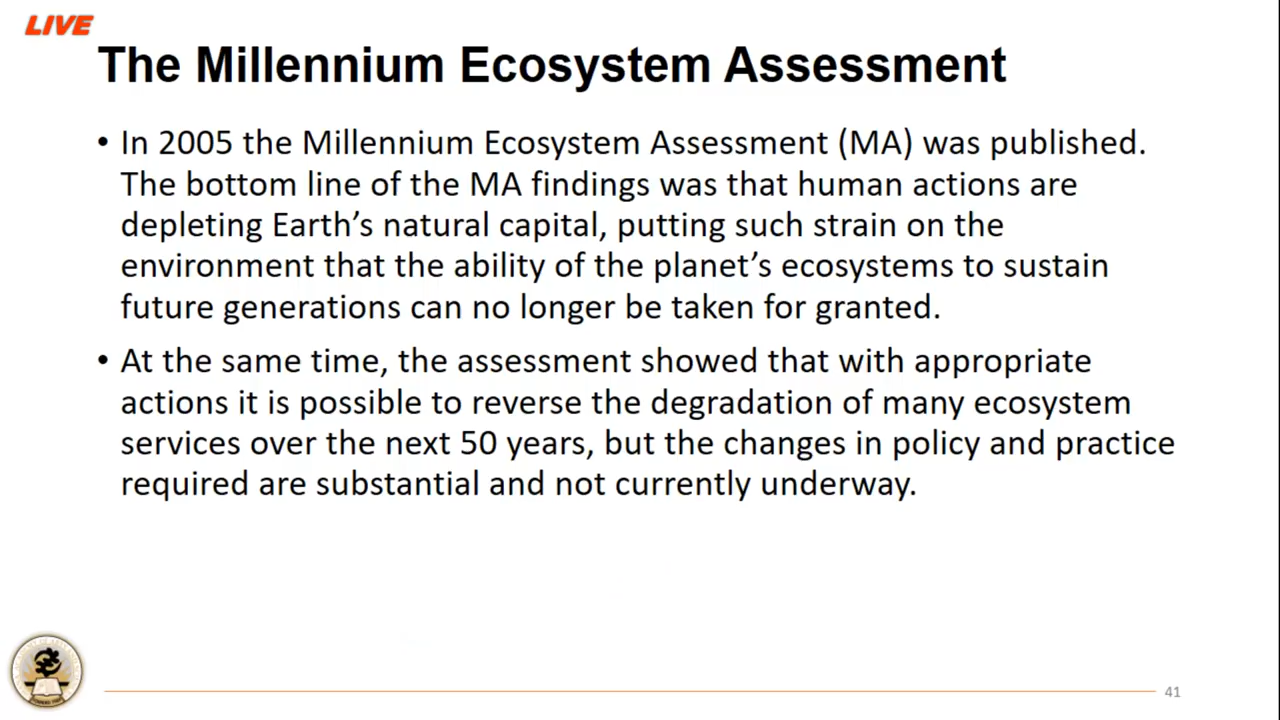 LIVE
The Millennium Ecosystem Assessment
• In 2005 the Millennium Ecosystem Assessment (MA) was published.
The bottom line of the MA findings was that human actions are
depleting Earth’s natural capital, putting such strain on the
environment that the ability of the planet’s ecosystems to sustain
future generations can no longer be taken for granted.
• At the same time, the assessment showed that with appropriate
actions it is possible to reverse the degradation of many ecosystem
services over the next 50 years, but the changes in policy and practice
required are substantial and not currently underway.
41